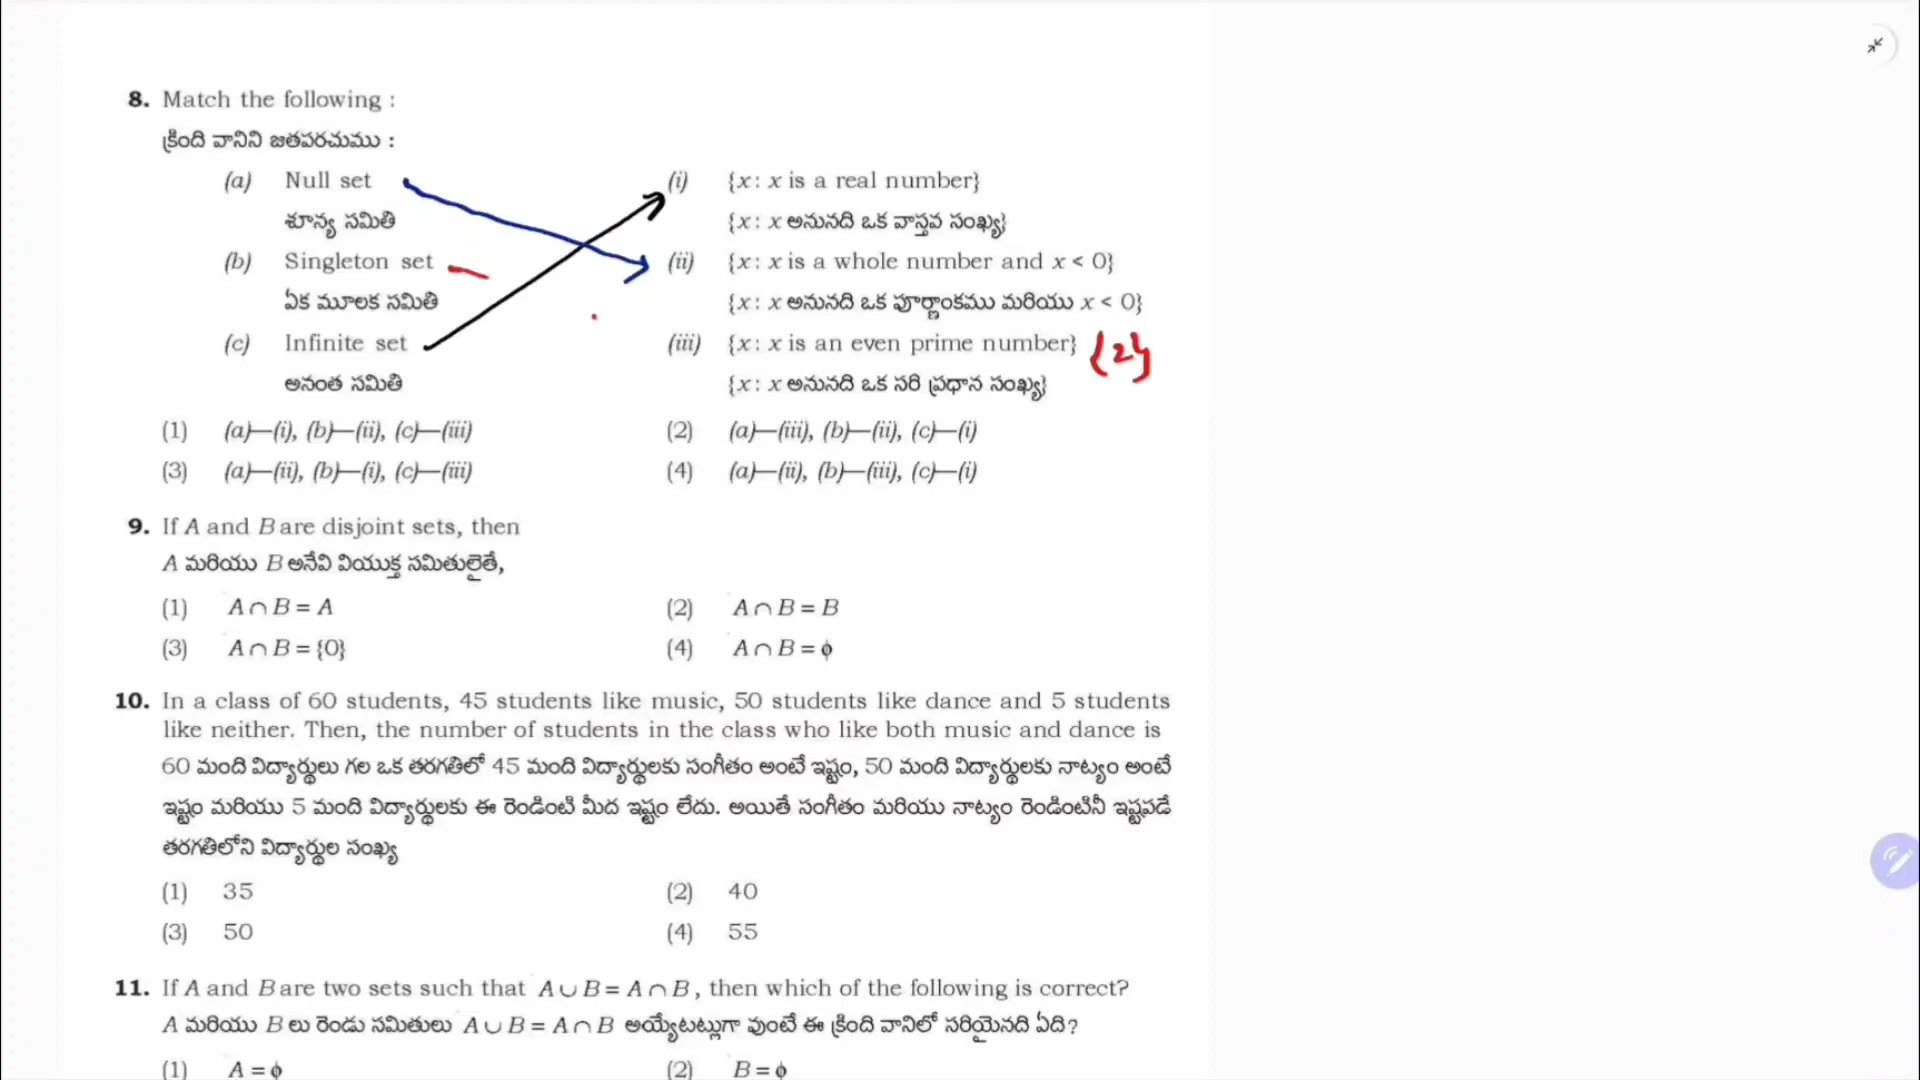 8. Match the following :
క్రింది వానిని జతపరచుము :
(a) Null set (i) {x: x is a real number}
శూన్య సమితి {x: x అనునది ఒక వాస్తవ సంఖ్య}
(b) Singleton set (ii) {x: x is a whole number and x < 0}
ఏక మూలక సమితి {x: x అనునది ఒక పూర్ణాంకము మరియు x < 0}
(c) Infinite set (iii) {x: x is an even prime number} {2}
అనంత సమితి {x: x అనునది ఒక సరి ప్రధాన సంఖ్య}
(1) (a)—(i), (b)—(ii), (c)—(iii) (2) (a)—(iii), (b)—(ii), (c)—(i)
(3) (a)—(ii), (b)—(i), (c)—(iii) (4) (a)—(ii), (b)—(iii), (c)—(i)
9. If A and B are disjoint sets, then
A మరియు B అనేవి వియుక్త సమితులైతే,
(1) A∩B = A (2) A∩B = B
(3) A∩B = {0} (4) A∩B = ϕ
10. In a class of 60 students, 45 students like music, 50 students like dance and 5 students
like neither. Then, the number of students in the class who like both music and dance is
60 మంది విద్యార్థులు గల ఒక తరగతిలో 45 మంది విద్యార్థులకు సంగీతం అంటే ఇష్టం, 50 మంది విద్యార్థులకు నాట్యం అంటే
ఇష్టం మరియు 5 మంది విద్యార్థులకు ఈ రెండింటి మీద ఇష్టం లేదు. అయితే సంగీతం మరియు నాట్యం రెండింటినీ ఇష్టపడే
తరగతిలోని విద్యార్థుల సంఖ్య
(1) 35 (2) 40
(3) 50 (4) 55
11. If A and B are two sets such that A∪B = A∩B, then which of the following is correct?
A మరియు B లు రెండు సమితులు A∪B = A∩B అయ్యేటట్లుగా వుంటే ఈ క్రింది వానిలో సరియైనది ఏది?
(1) A = ϕ (2) B = ϕ